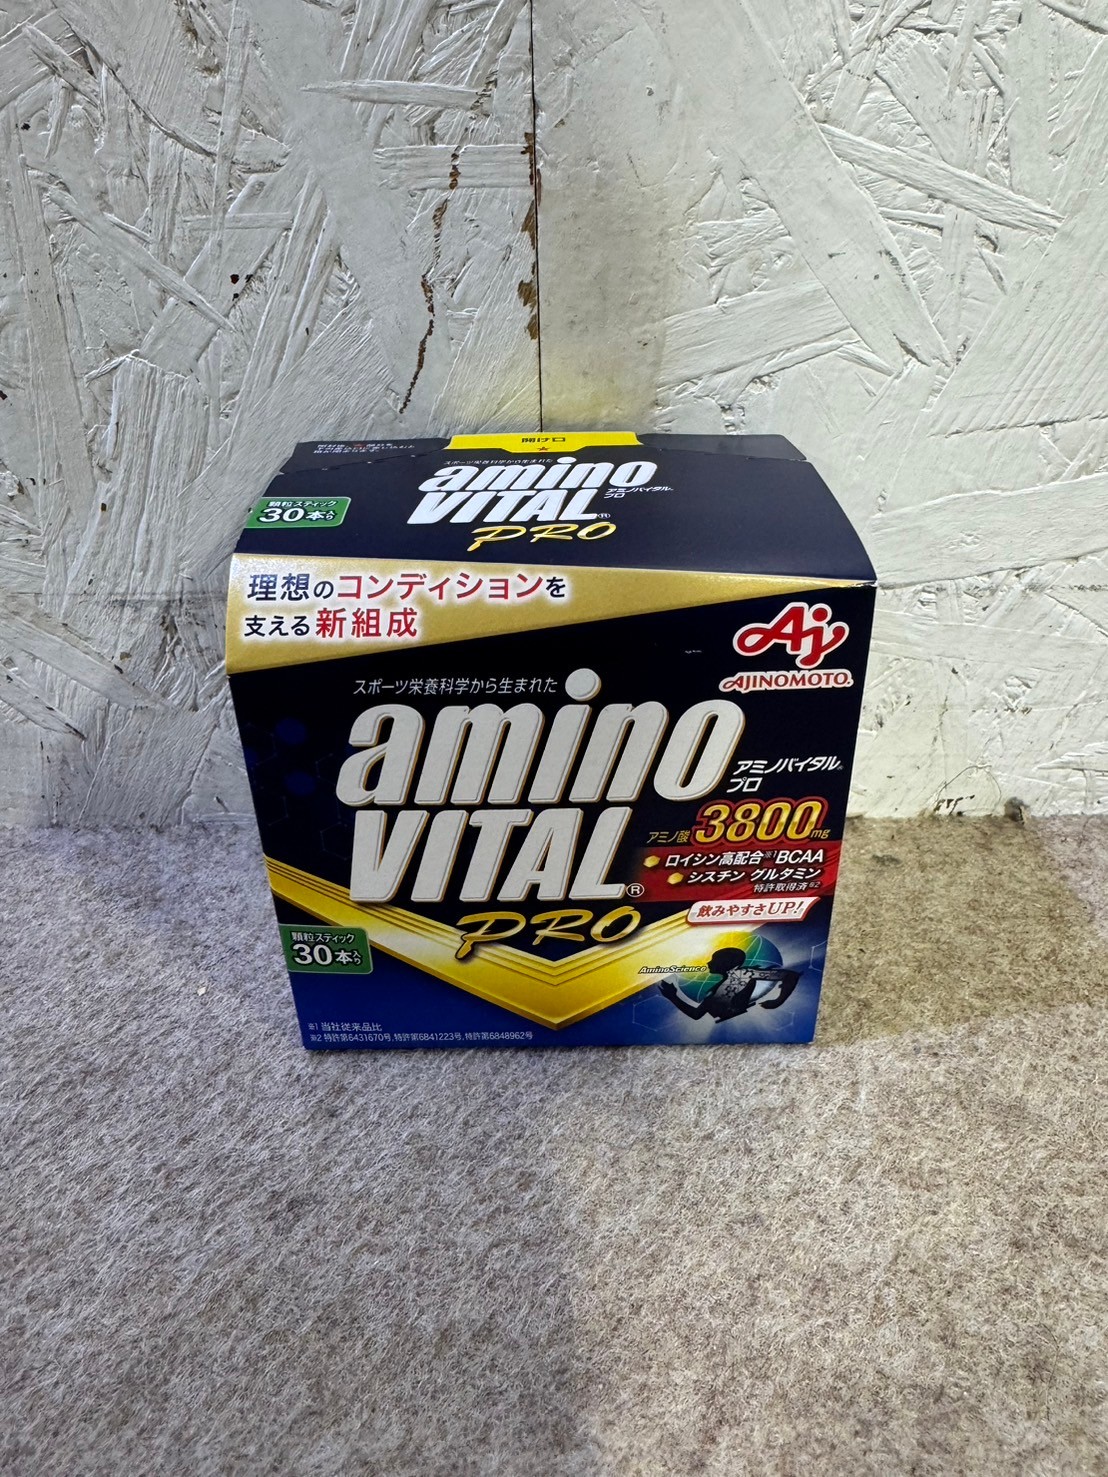 開け口
スポーツ栄養科学から生まれた
amino
VITAL®
アミノバイタル®
プロ
PRO
顆粒スティック
30本入り
理想のコンディションを
支える新組成
Aj
AJINOMOTO®
スポーツ栄養科学から生まれた
amino
VITAL®
アミノバイタル®
プロ
PRO
アミノ酸 3800mg
ロイシン高配合※1BCAA
シスチン グルタミン
特許取得済※2
飲みやすさUP!
顆粒スティック
30本入り
AminoScience
※1 当社従来品比
※2 特許第6431670号,特許第6841223号,特許第6848962号